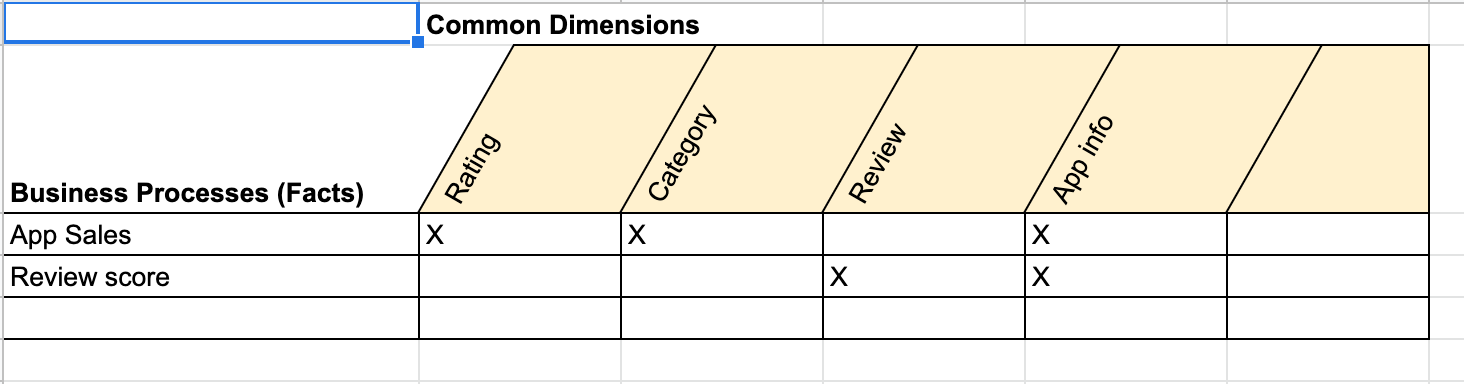 Common Dimensions
Business Processes (Facts) Rating Category Review App info
App Sales X X X
Review score X X